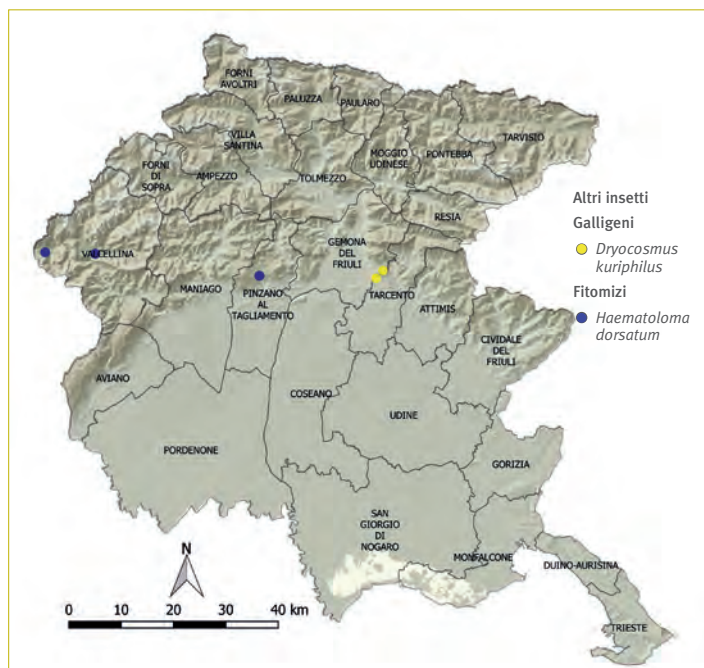 FORNI
AVOLTRI
PALUZZA
PAULARO
VILLA
SANTINA
MOGGIO
UDINESE
PONTEBBA
TARVISIO
FORNI
DI
SOPRA
AMPEZZO
TOLMEZZO
RESIA
VALCELLINA
GEMONA
DEL
FRIULI
MANIAGO
PINZANO
AL
TAGLIAMENTO
TARCENTO
ATTIMIS
CIVIDALE
DEL
FRIULI
AVIANO
COSEANO
UDINE
PORDENONE
GORIZIA
SAN
GIORGIO
DI
NOGARO
MONFALCONE
DUINO-AURISINA
TRIESTE
Altri insetti
Galligeni
Dryocosmus
kuriphilus
Fitomizi
Haematoloma
dorsatum
N
0 10 20 30 40 km